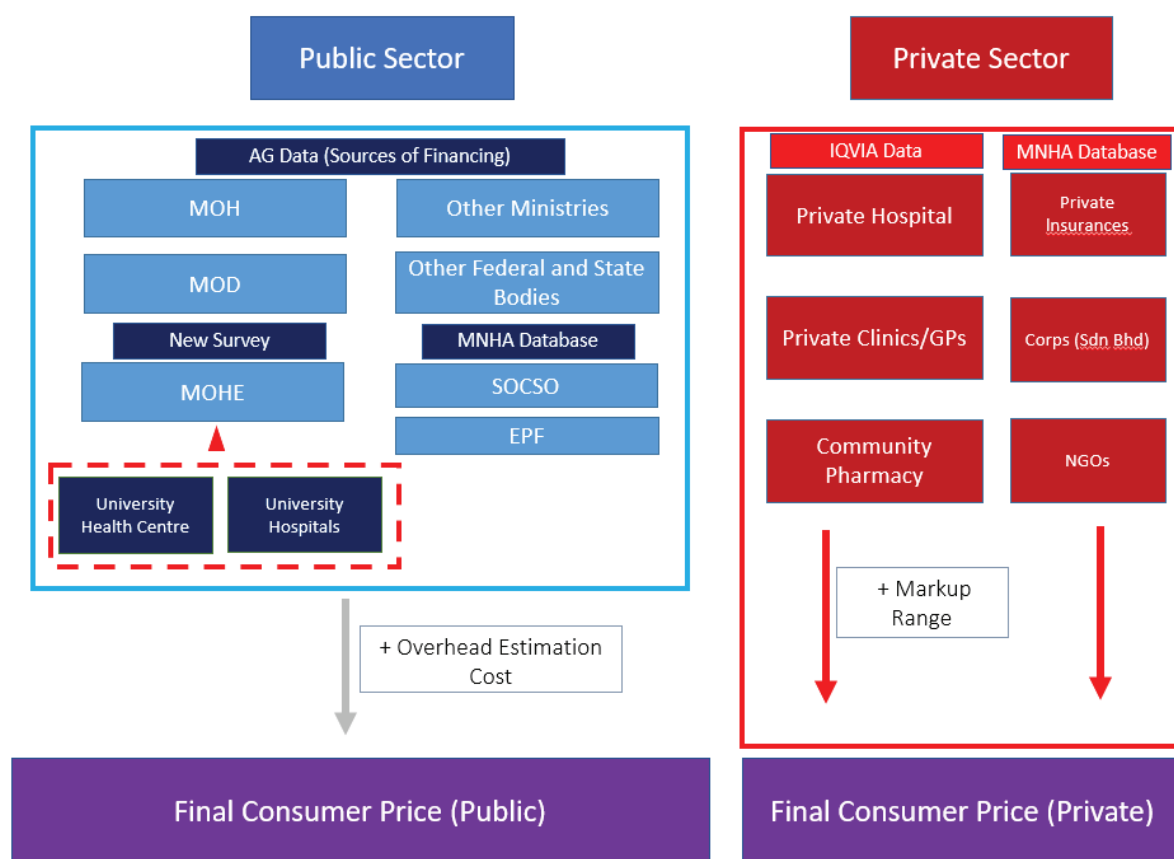 Public Sector
Private Sector
AG Data (Sources of Financing)
MOH
Other Ministries
MOD
Other Federal and State
Bodies
New Survey
MNHA Database
MOHE
SOCSO
EPF
University
Health Centre
University
Hospitals
+ Overhead Estimation
Cost
Final Consumer Price (Public)
IQVIA Data
MNHA Database
Private Hospital
Private
Insurances
Private Clinics/GPs
Corps (Sdn Bhd)
Community
Pharmacy
NGOs
+ Markup
Range
Final Consumer Price (Private)